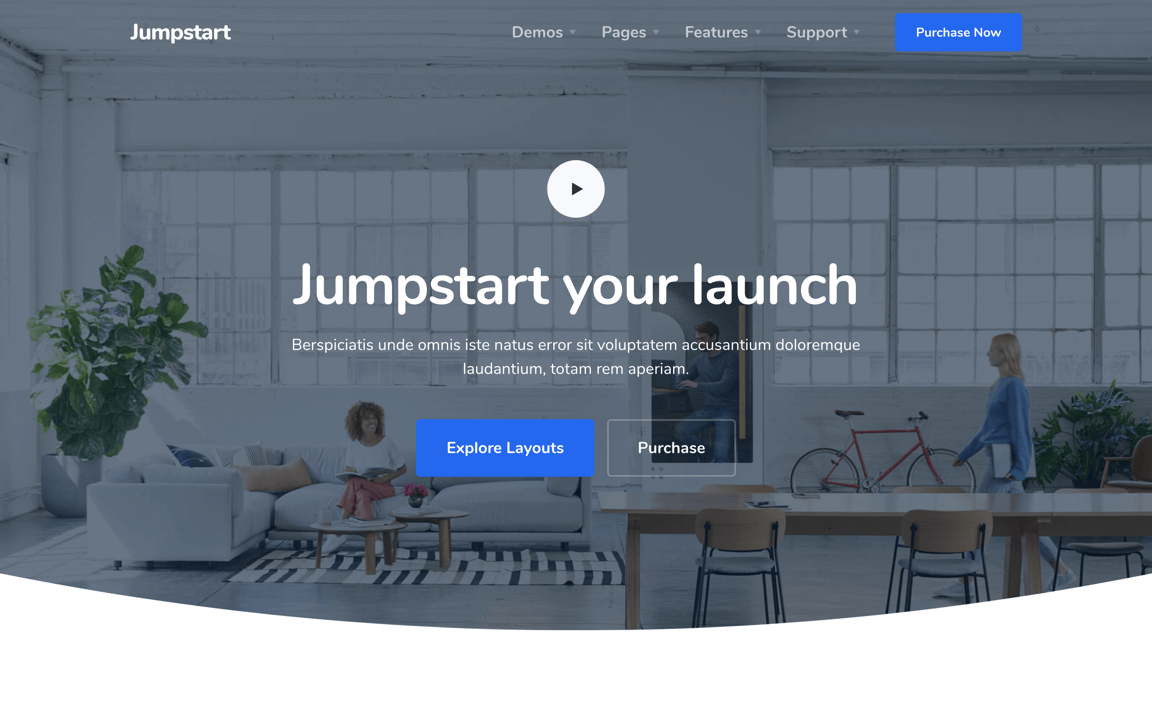 Jumpstart
Demos
Pages
Features
Support
Purchase Now
Jumpstart your launch
Berspiciatis unde omnis iste natus error sit voluptatem accusantium doloremque
laudantium, totam rem aperiam.
Explore Layouts
Purchase